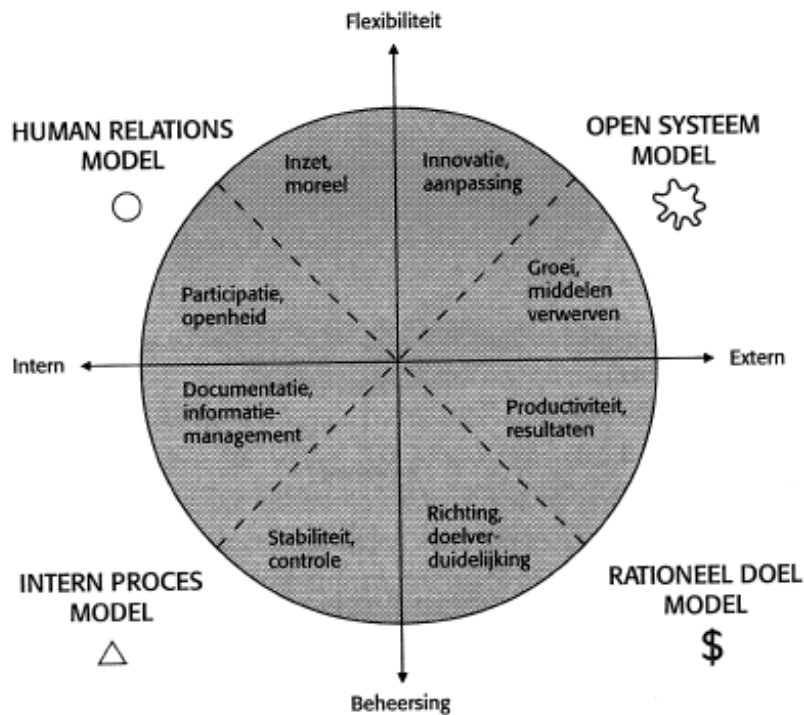 Flexibiliteit
HUMAN RELATIONS
MODEL
OPEN SYSTEEM
MODEL
Inzet,
moreel
Innovatie,
aanpassing
Participatie,
openheid
Groei,
middelen
verwerven
Intern
Extern
Documentatie,
informatie-
management
Productiviteit,
resultaten
Stabiliteit,
controle
Richting,
doelver-
duidelijking
INTERN PROCES
MODEL
RATIONEEL DOEL
MODEL
$
Beheersing